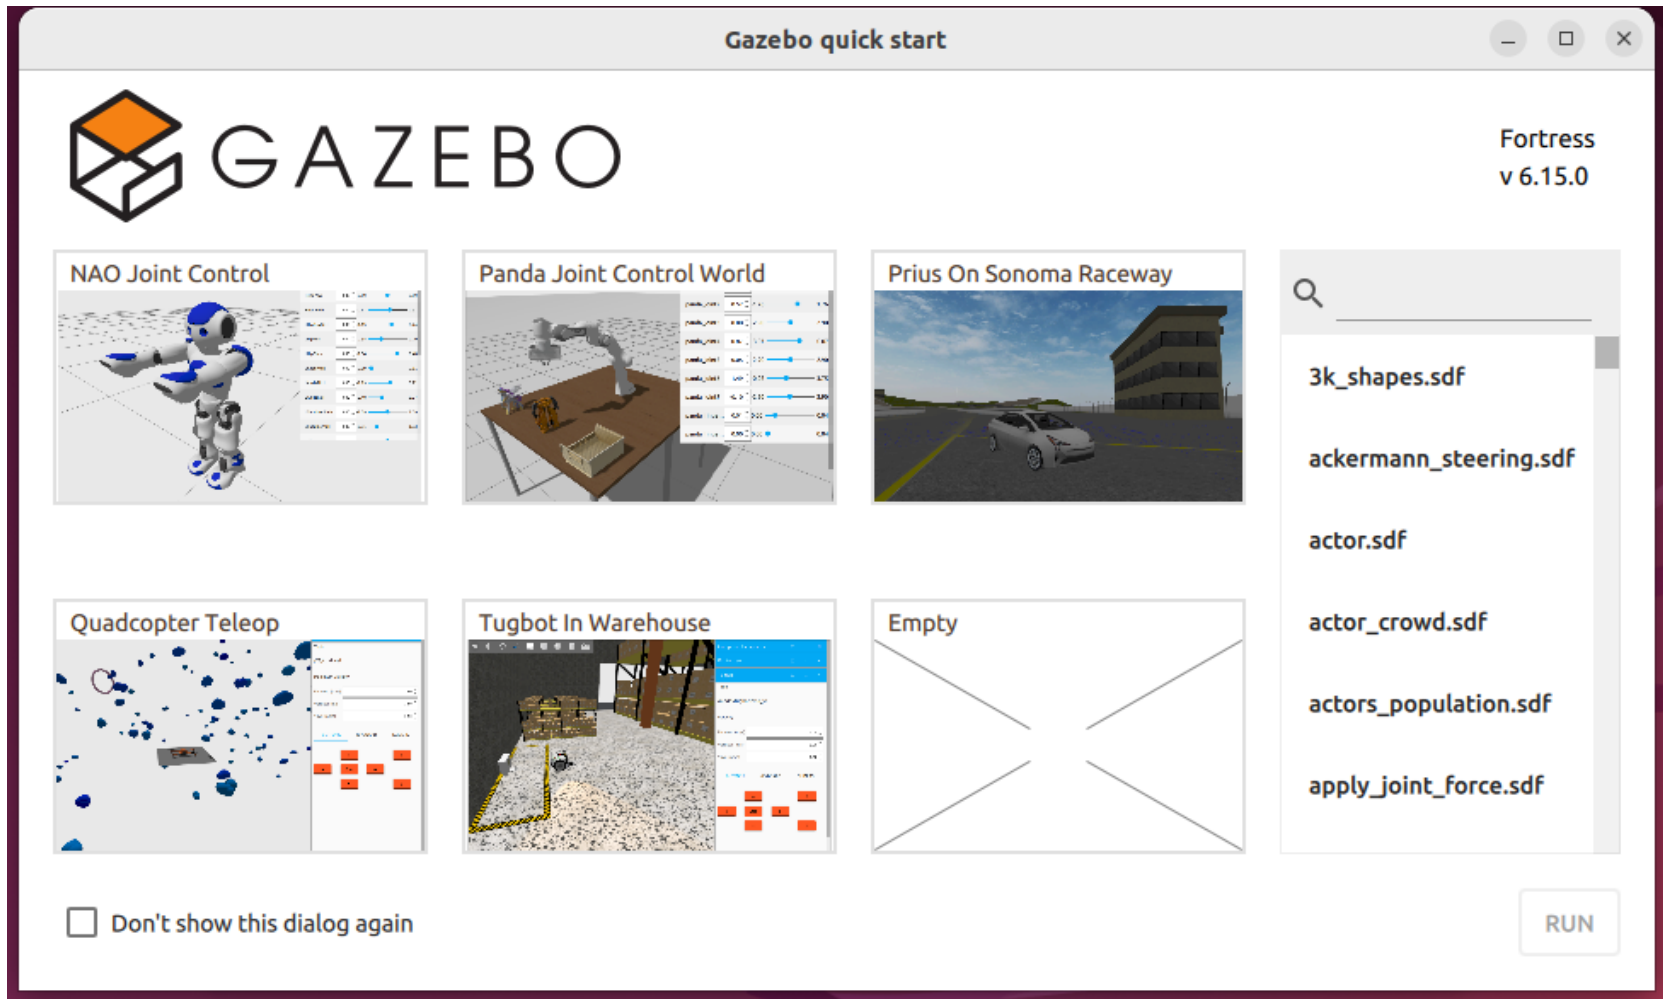 Gazebo quick start
GAZEBO
Fortress
v 6.15.0
NAO Joint Control
Panda Joint Control World
Prius On Sonoma Raceway
3k_shapes.sdf
ackermann_steering.sdf
actor.sdf
actor_crowd.sdf
actors_population.sdf
apply_joint_force.sdf
Quadcopter Teleop
Tugbot In Warehouse
Empty
Don't show this dialog again
RUN